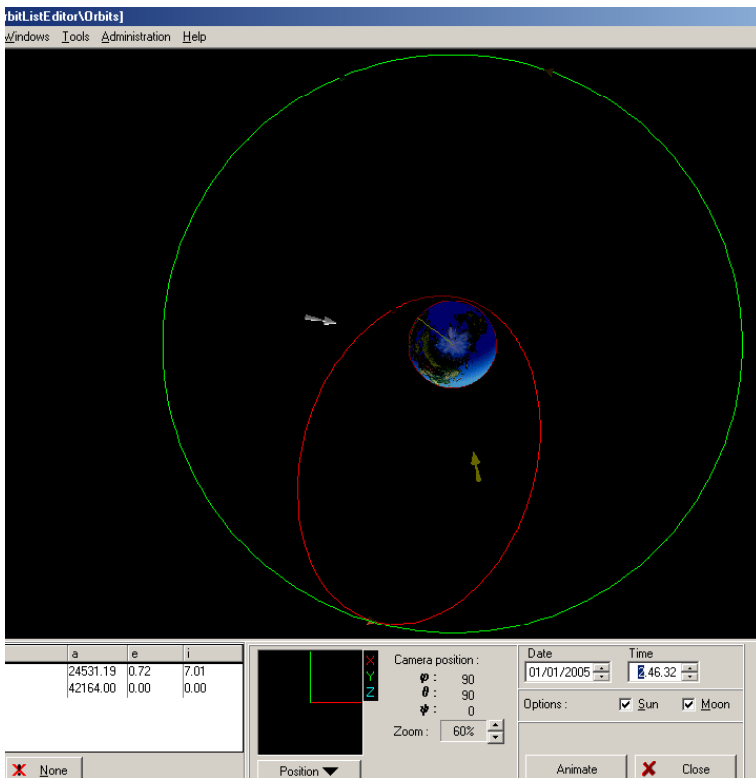 rbitListEditor\Orbits]
Windows Tools Administration Help
a e i
24531.19 0.72 7.01
42164.00 0.00 0.00
None
X
Y
Z
Position
Camera position :
φ : 90
θ : 90
ψ : 0
Zoom : 60%
Date Time
01/01/2005 2.46.32
Options : Sun Moon
Animate Close